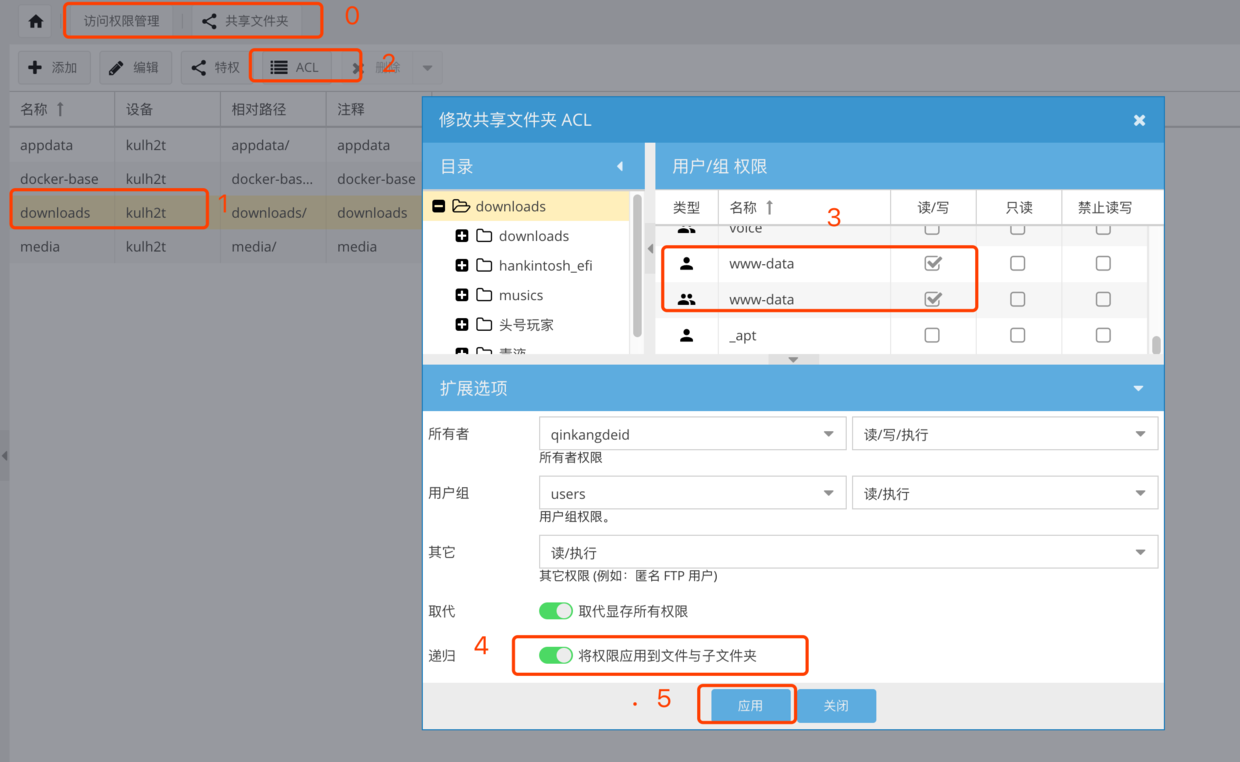 访问权限管理 共享文件夹 0
添加 编辑 特权 ACL 2 删除
名称 设备 相对路径 注释
appdata kulh2t appdata/ appdata
docker-base kulh2t docker-bas... docker-base
downloads kulh2t 1 downloads/ downloads
media kulh2t media/ media
修改共享文件夹 ACL
目录
downloads
downloads
hankintosh_efi
musics
头号玩家
毒液
用户/组 权限
类型 名称 3 读/写 只读 禁止读写
voice
www-data
www-data
_apt
扩展选项
所有者 qinkangdeid 读/写/执行
所有者权限
用户组 users 读/执行
用户组权限。
其它 读/执行
其它权限 (例如：匿名 FTP 用户)
取代 取代显存所有权限
递归 4 将权限应用到文件与子文件夹
. 5 应用 关闭